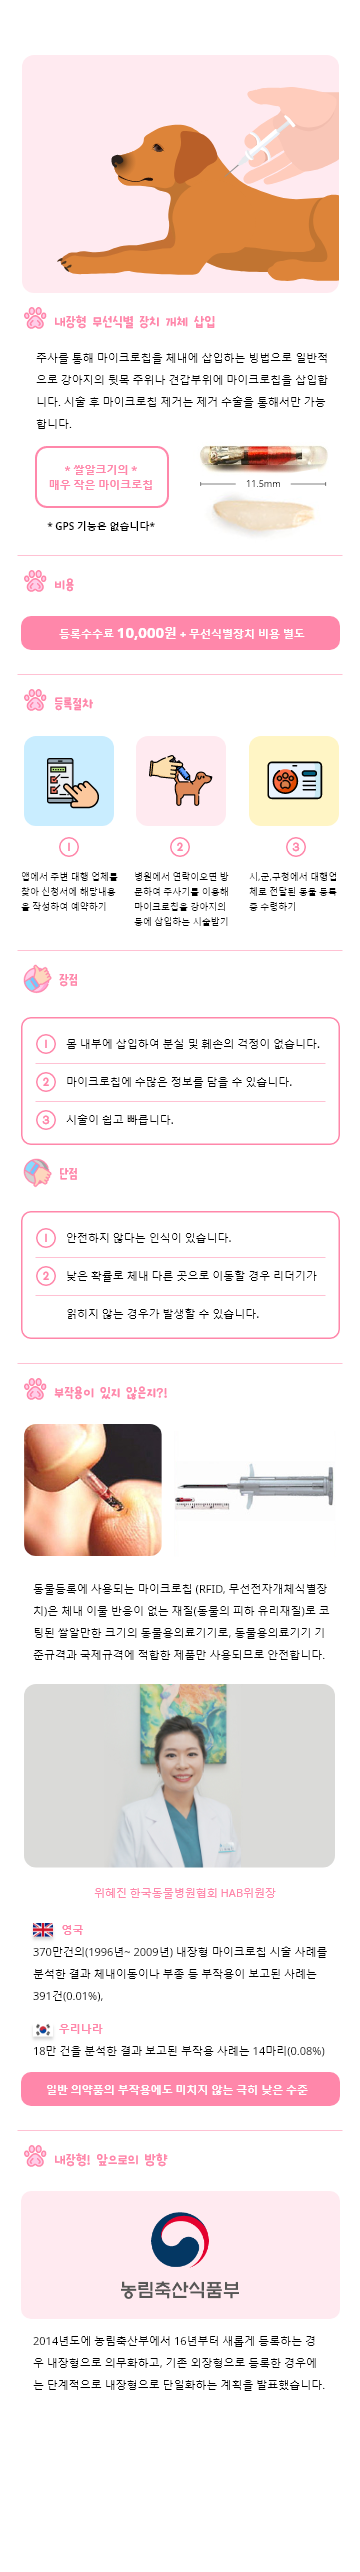 내장형 무선식별 장치 개체 삽입
주사를 통해 마이크로칩을 체내에 삽입하는 방법으로 일반적
으로 강아지의 뒷목 주위나 견갑부위에 마이크로칩을 삽입합
니다. 시술 후 마이크로칩 제거는 제거 수술을 통해서만 가능
합니다.
* 쌀알크기의 *
매우 작은 마이크로칩
11.5mm
* GPS 기능은 없습니다*
비용
등록수수료 10,000원 + 무선식별장치 비용 별도
등록절차
1
앱에서 주변 대행 업체를
찾아 신청서에 해당내용
을 작성하여 예약하기
2
병원에서 연락이오면 방
문하여 주사기를 이용해
마이크로칩을 강아지의
등에 삽입하는 시술받기
3
시,군,구청에서 대행업
체로 전달된 동물 등록
증 수령하기
장점
1 몸 내부에 삽입하여 분실 및 훼손의 걱정이 없습니다.
2 마이크로칩에 수많은 정보를 담을 수 있습니다.
3 시술이 쉽고 빠릅니다.
단점
1 안전하지 않다는 인식이 있습니다.
2 낮은 확률로 체내 다른 곳으로 이동할 경우 리더기가
읽히지 않는 경우가 발생할 수 있습니다.
부작용이 있지 않은지?!
동물등록에 사용되는 마이크로칩 (RFID, 무선전자개체식별장
치)은 체내 이물 반응이 없는 재질(동물의 피하 유리재질)로 코
팅된 쌀알만한 크기의 동물용의료기기로, 동물용의료기기 기
준규격과 국제규격에 적합한 제품만 사용되므로 안전합니다.
위혜진 한국동물병원협회 HAB위원장
영국
370만건의(1996년~ 2009년) 내장형 마이크로칩 시술 사례를
분석한 결과 체내이동이나 부종 등 부작용이 보고된 사례는
391건(0.01%),
우리나라
18만 건을 분석한 결과 보고된 부작용 사례는 14마리(0.08%)
일반 의약품의 부작용에도 미치지 않는 극히 낮은 수준
내장형! 앞으로의 방향
농림축산식품부
2014년도에 농림축산부에서 16년부터 새롭게 등록하는 경
우 내장형으로 의무화하고, 기존 외장형으로 등록한 경우에
는 단계적으로 내장형으로 단일화하는 계획을 발표했습니다.